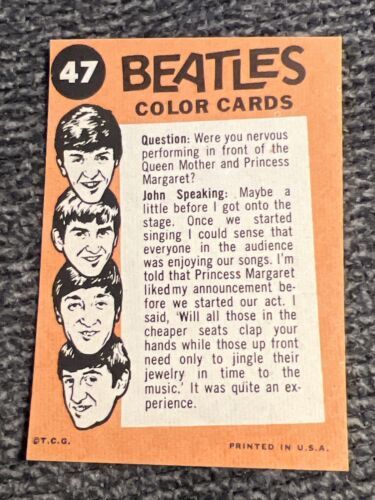 47
BEATLES
COLOR CARDS
Question: Were you nervous
performing in front of the
Queen Mother and Princess
Margaret?
John Speaking: Maybe a
little before I got onto the
stage. Once we started
singing I could sense that
everyone in the audience
was enjoying our songs. I'm
told that Princess Margaret
liked my announcement be-
fore we started our act. I
said, 'Will all those in the
cheaper seats clap your
hands while those up front
need only to jingle their
jewelry in time to the
music.' It was quite an ex-
perience.
©T.C.G.
PRINTED IN U.S.A.